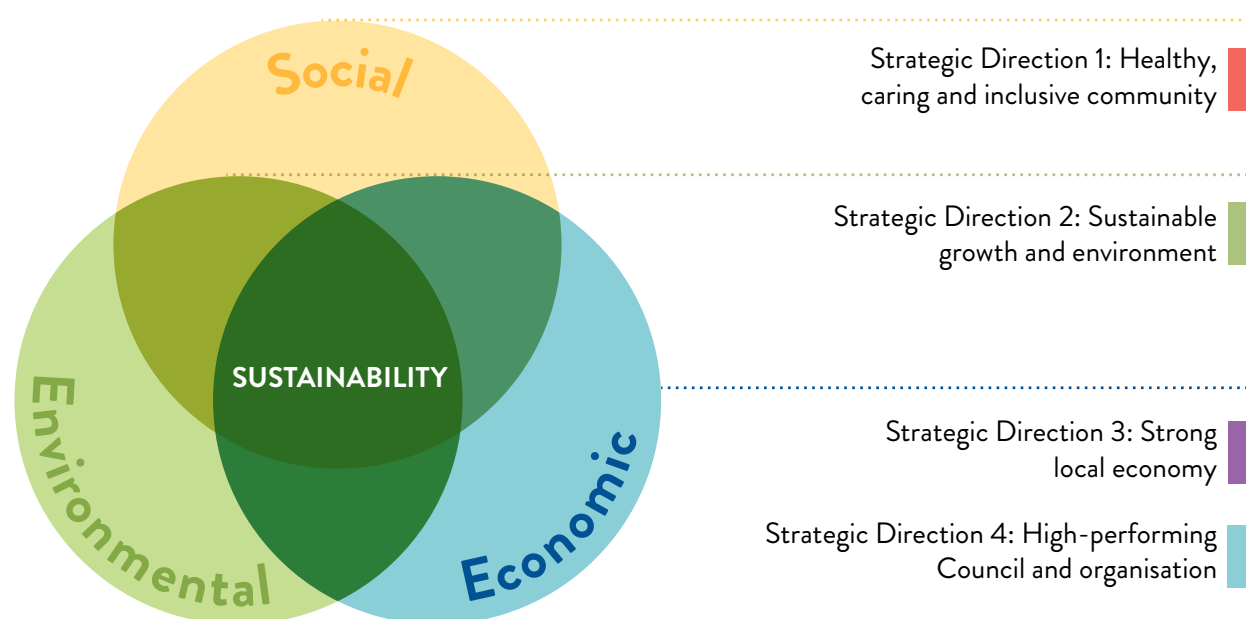 Social
Strategic Direction 1: Healthy,
caring and inclusive community
Strategic Direction 2: Sustainable
growth and environment
SUSTAINABILITY
Environmental
Economic
Strategic Direction 3: Strong
local economy
Strategic Direction 4: High-performing
Council and organisation